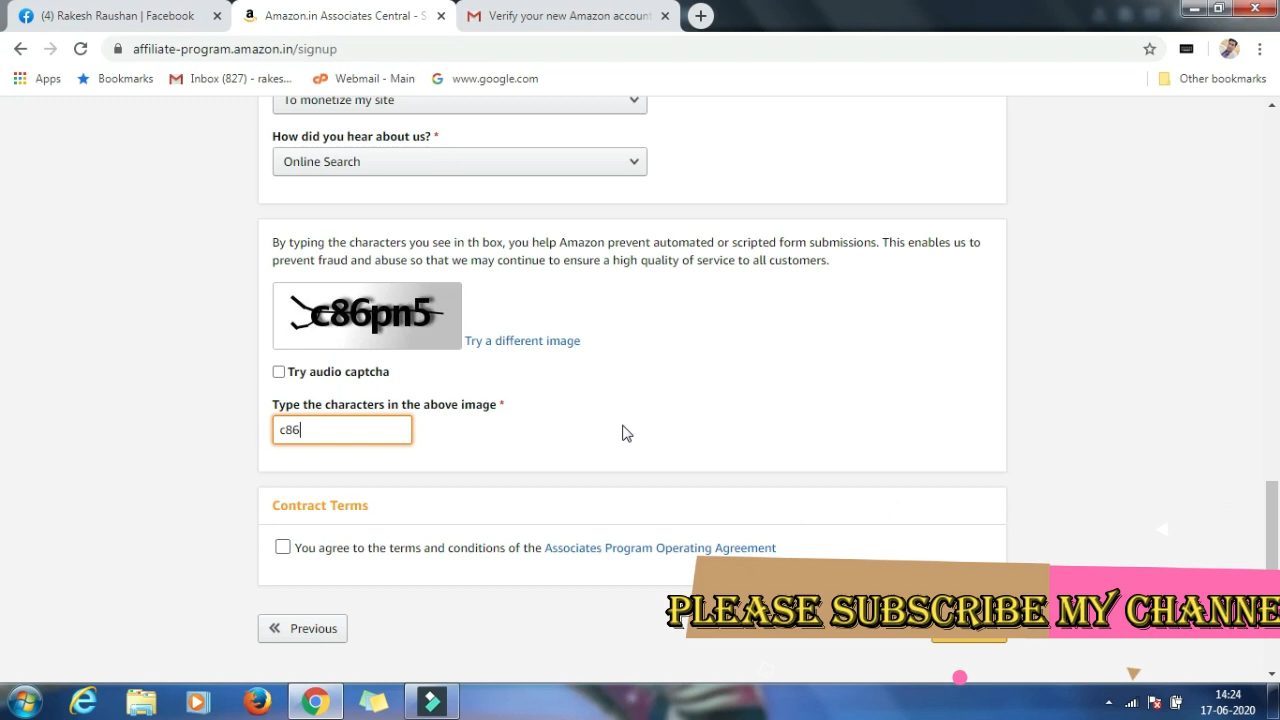 (4) Rakesh Raushan | Facebook
Amazon.in Associates Central - S
Verify your new Amazon account
affiliate-program.amazon.in/signup
Apps
Bookmarks
Inbox (827) - rakes...
cP Webmail - Main
G www.google.com
Other bookmarks
To monetize my site
How did you hear about us? *
Online Search
By typing the characters you see in th box, you help Amazon prevent automated or scripted form submissions. This enables us to
prevent fraud and abuse so that we may continue to ensure a high quality of service to all customers.
c86pn5
Try a different image
Try audio captcha
Type the characters in the above image *
c86
Contract Terms
You agree to the terms and conditions of the Associates Program Operating Agreement
PLEASE SUBSCRIBE MY CHANNE
Previous
14:24
17-06-2020